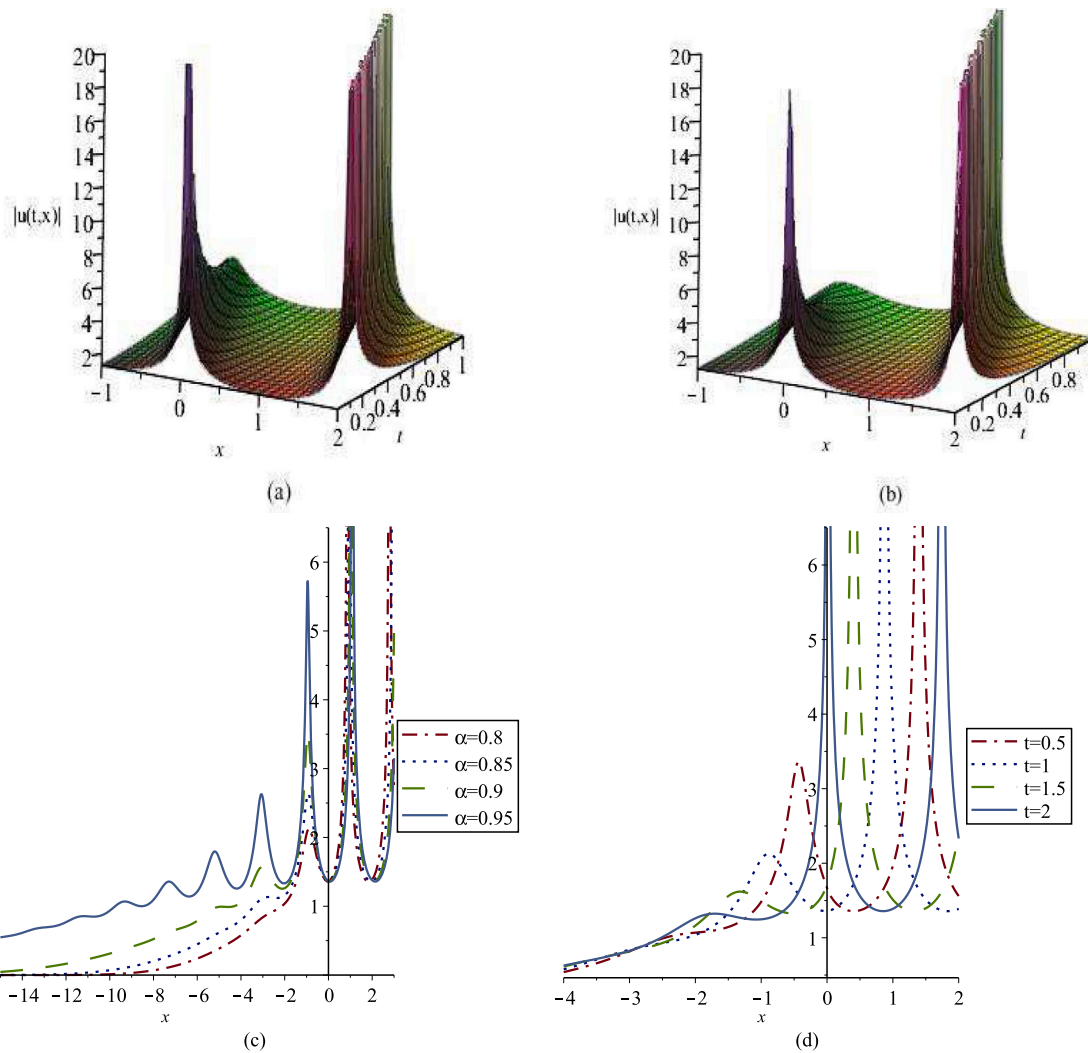 20
18
16
14
12
|u(t,x)| 10
8
6
4
2
−1
0
1
2
x
0.2
0.4
0.6
0.8
1
t
(a)
20
18
16
14
12
|u(t,x)| 10
8
6
4
2
−1
0
1
2
x
0.2
0.4
0.6
0.8
t
(b)
6
5
4
3
2
1
−14 −12 −10 −8 −6 −4 −2 0 2
x
α=0.8
α=0.85
α=0.9
α=0.95
(c)
6
5
4
3
2
1
−4 −3 −2 −1 0 1 2
x
t=0.5
t=1
t=1.5
t=2
(d)